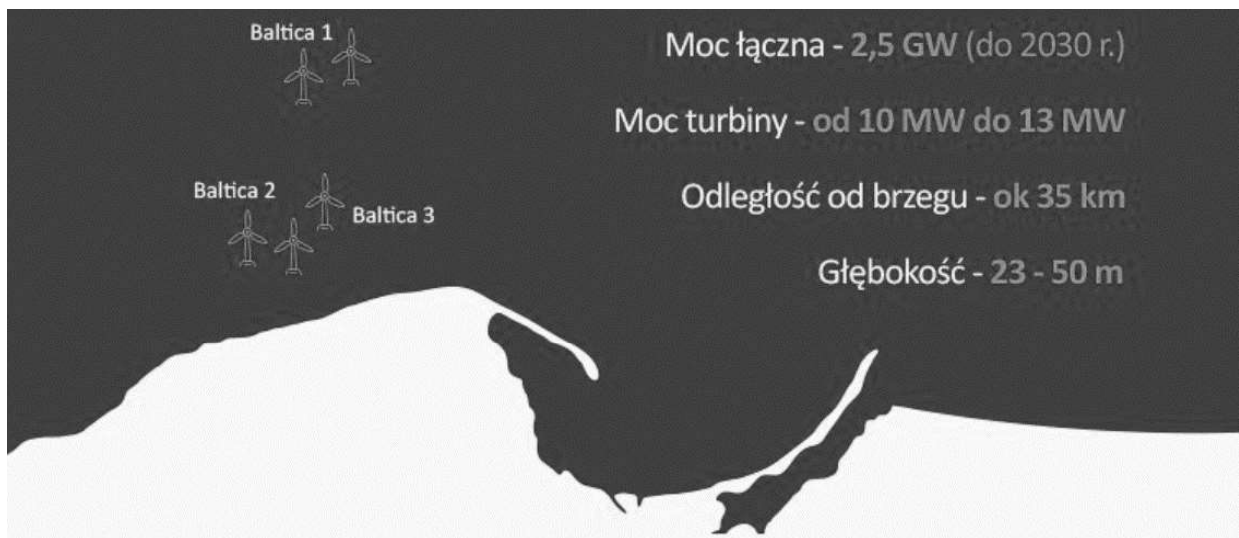 Baltica 1
Moc łączna - 2,5 GW (do 2030 r.)
Moc turbiny - od 10 MW do 13 MW
Baltica 2
Baltica 3
Odległość od brzegu - ok 35 km
Głębokość - 23 - 50 m